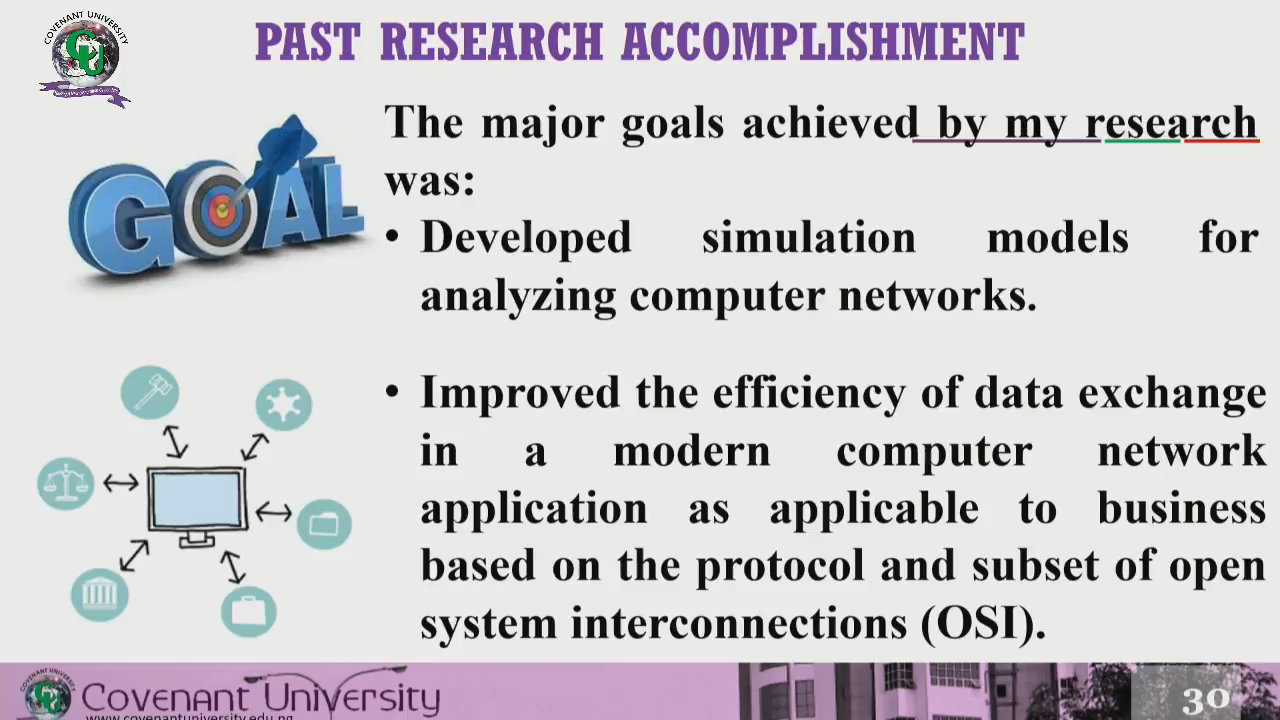 COVENANT UNIVERSITY
PAST RESEARCH ACCOMPLISHMENT
CU
GOAL
The major goals achieved by my research
was:
• Developed simulation models for
analyzing computer networks.
• Improved the efficiency of data exchange
in a modern computer network
application as applicable to business
based on the protocol and subset of open
system interconnections (OSI).
Covenant University
www.covenantuniversity.edu.ng
30